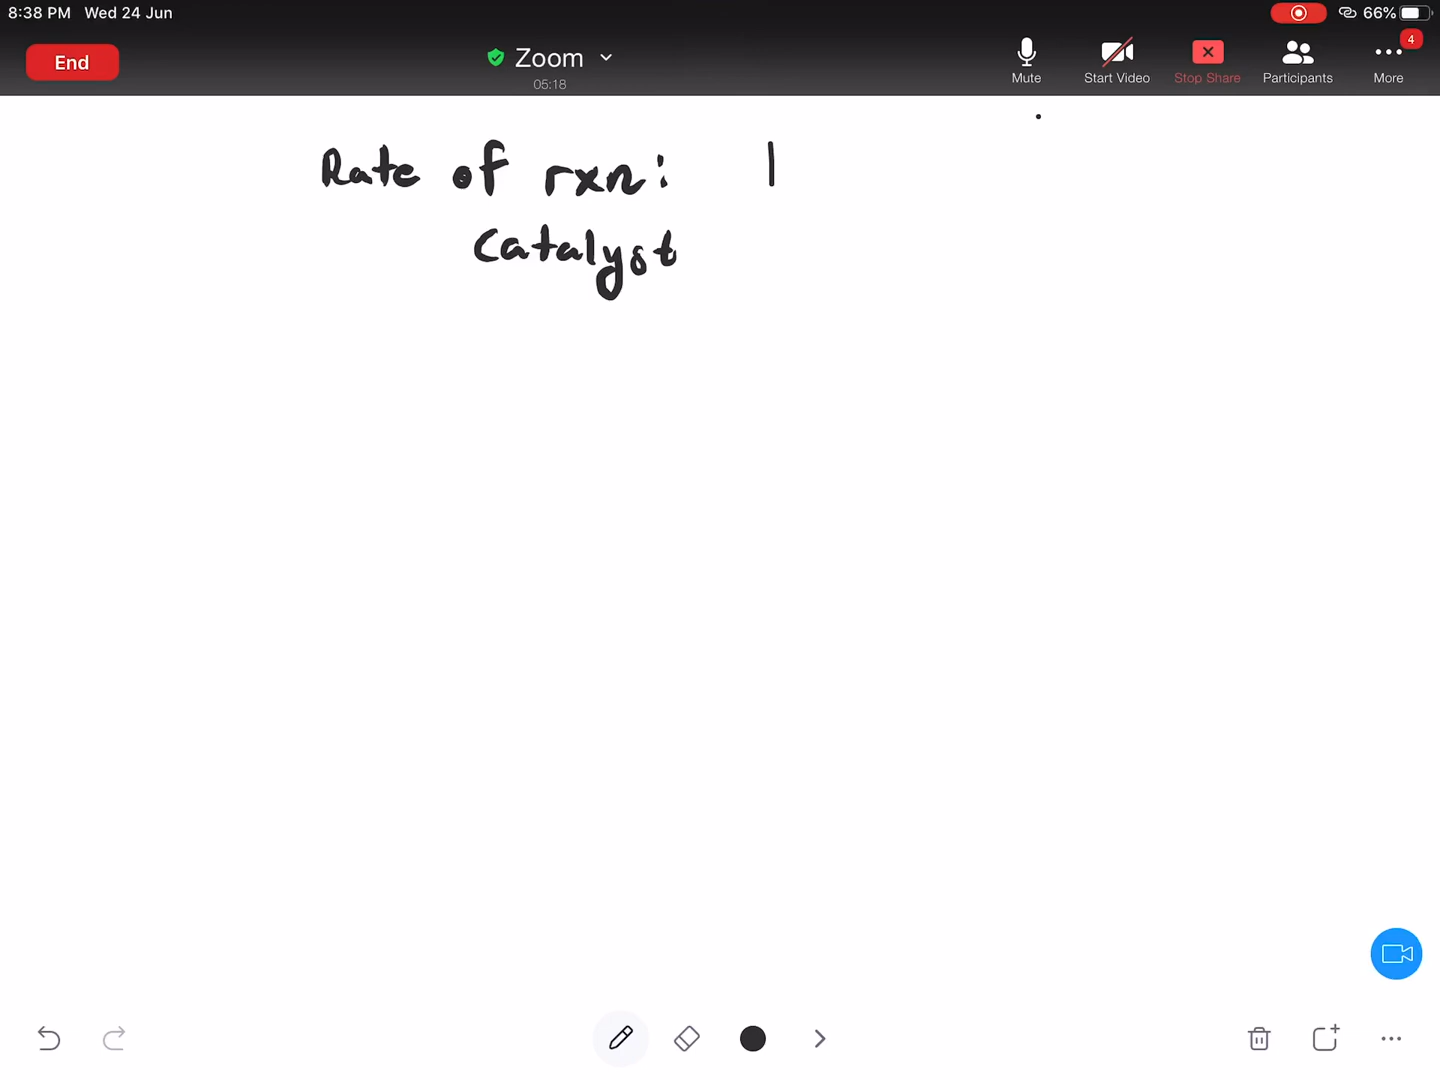 8:38 PM Wed 24 Jun
66%
End
Zoom
05:18
Mute
Start Video
Stop Share
Participants
4
More
Rate of rxn: |
Catalyst